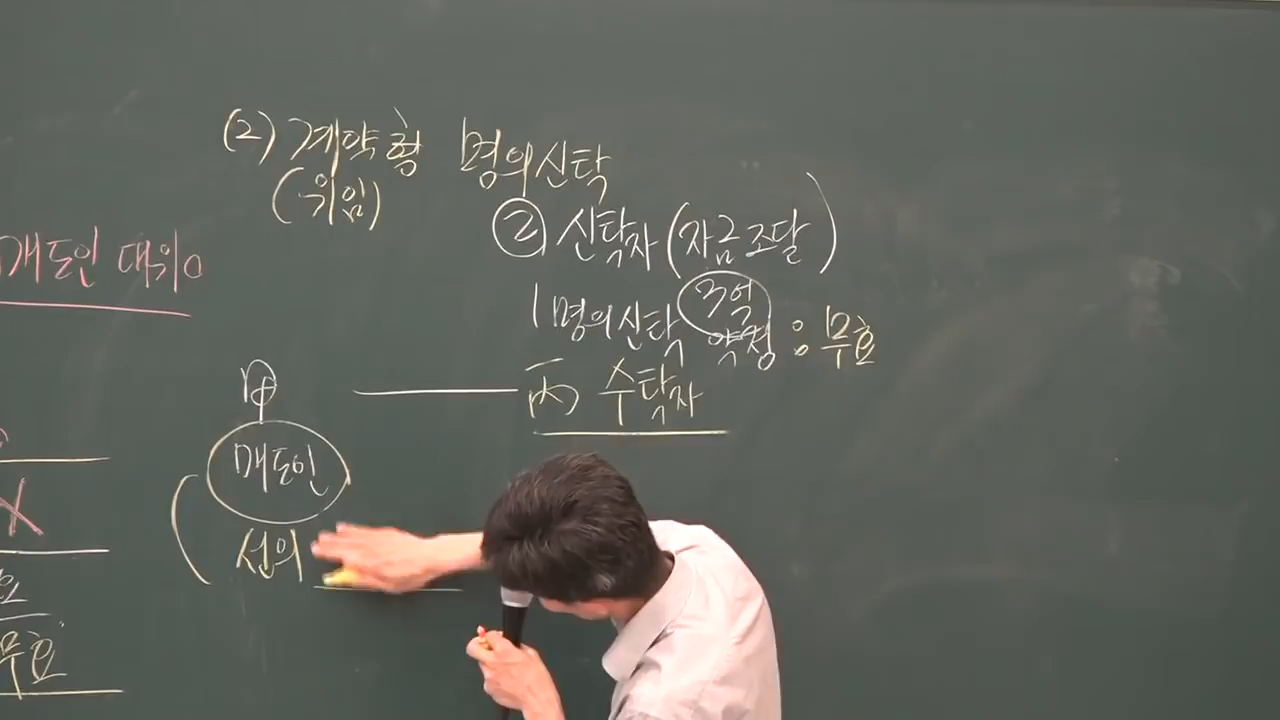 (2) 계약형 명의신탁
(위임)
② 신탁자 (자금조달)
매도인 대위
명의신탁 3억
약정 : 무효
甲 丙 수탁자
매도인
X
선의
무효